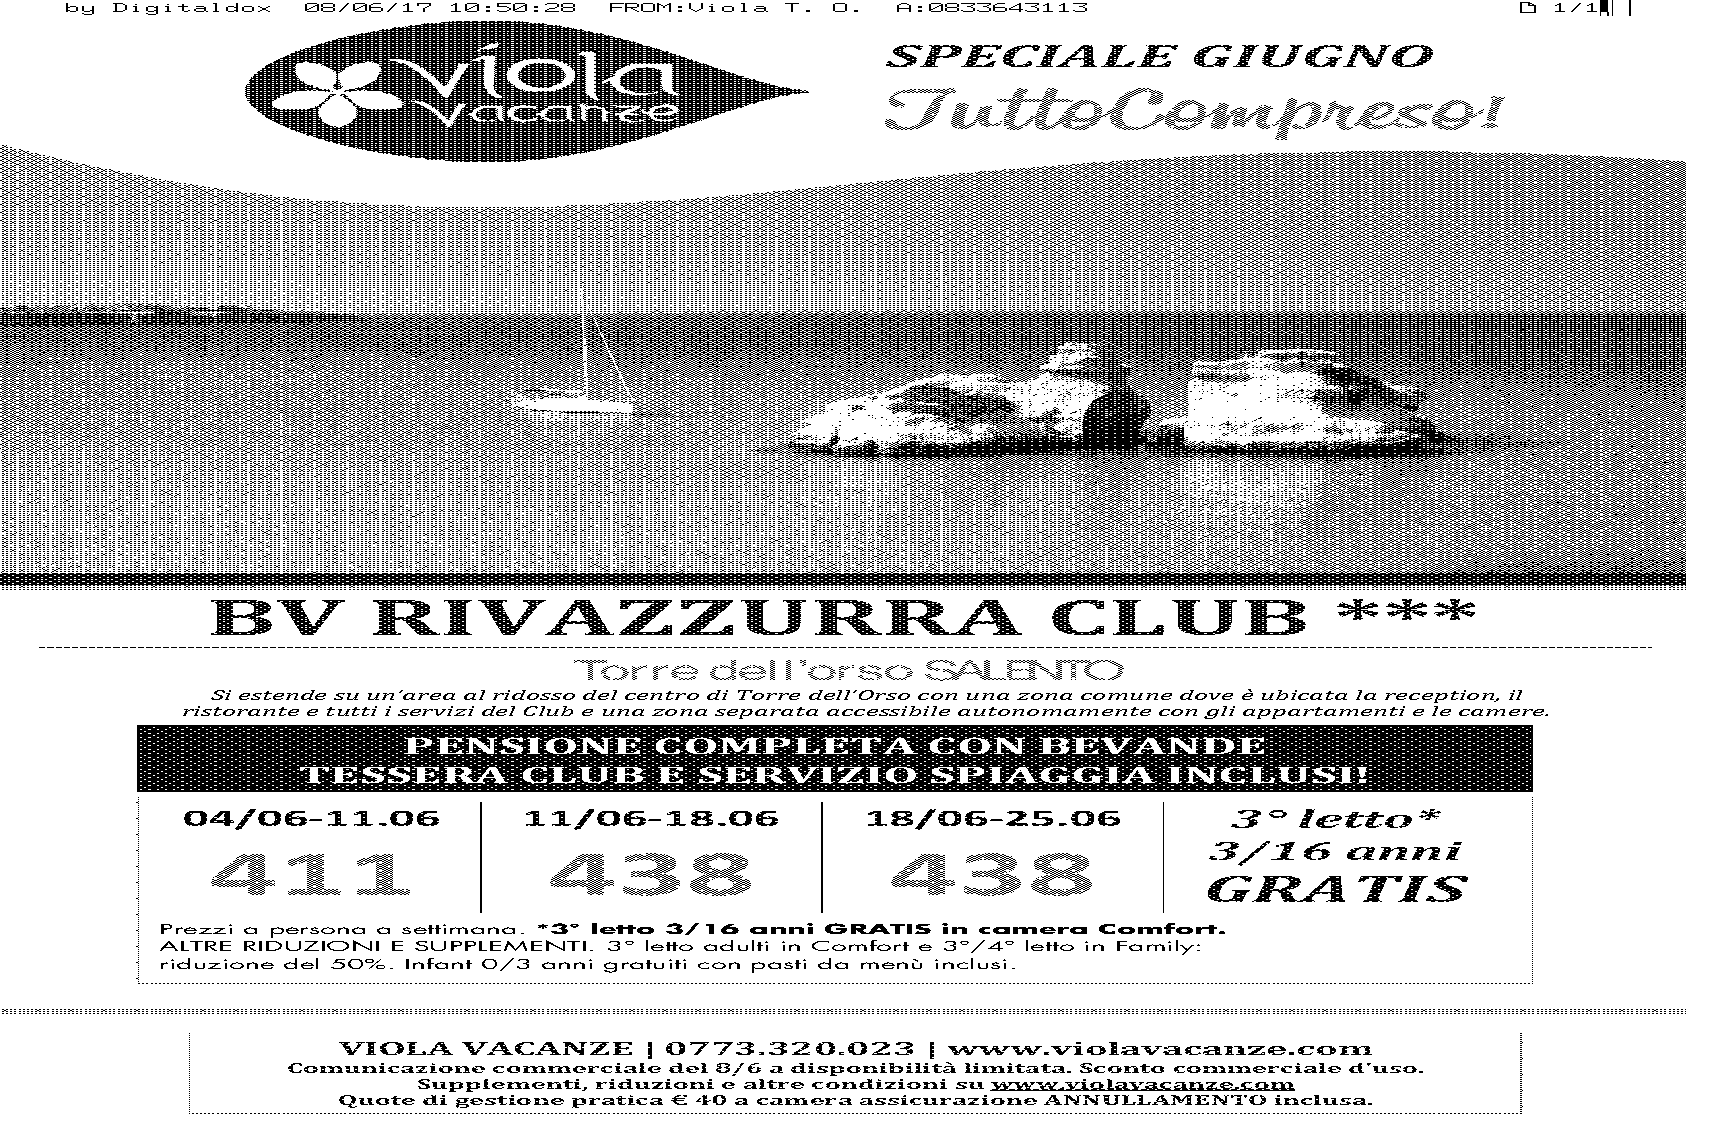 by Digitaldox 08/06/17 10:50:28 FROM:Viola T. O. A:0833643113 1/1
viola
vacanze
SPECIALE GIUGNO
TuttoCompreso!
BV RIVAZZURRA CLUB ***
Torre dell'orso SALENTO
Si estende su un'area al ridosso del centro di Torre dell'Orso con una zona comune dove è ubicata la reception, il
ristorante e tutti i servizi del Club e una zona separata accessibile autonomamente con gli appartamenti e le camere.
PENSIONE COMPLETA CON BEVANDE
TESSERA CLUB E SERVIZIO SPIAGGIA INCLUSI!
04/06-11.06
411
11/06-18.06
438
18/06-25.06
438
3° letto*
3/16 anni
GRATIS
Prezzi a persona a settimana. *3° letto 3/16 anni GRATIS in camera Comfort.
ALTRE RIDUZIONI E SUPPLEMENTI. 3° letto adulti in Comfort e 3°/4° letto in Family:
riduzione del 50%. Infant 0/3 anni gratuiti con pasti da menù inclusi.
VIOLA VACANZE | 0773.320.023 | www.violavacanze.com
Comunicazione commerciale del 8/6 a disponibilità limitata. Sconto commerciale d'uso.
Supplementi, riduzioni e altre condizioni su www.violavacanze.com
Quote di gestione pratica € 40 a camera assicurazione ANNULLAMENTO inclusa.